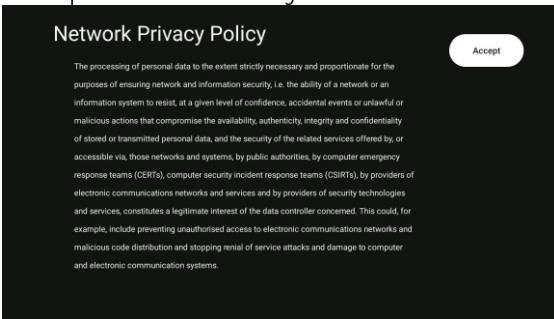 Network Privacy Policy
Accept
The processing of personal data to the extent strictly necessary and proportionate for the
purposes of ensuring network and information security, i.e. the ability of a network or an
information system to resist, at a given level of confidence, accidental events or unlawful or
malicious actions that compromise the availability, authenticity, integrity and confidentiality
of stored or transmitted personal data, and the security of the related services offered by, or
accessible via, those networks and systems, by public authorities, by computer emergency
response teams (CERTs), computer security incident response teams (CSIRTs), by providers of
electronic communications networks and services and by providers of security technologies
and services, constitutes a legitimate interest of the data controller concerned. This could, for
example, include preventing unauthorised access to electronic communications networks and
malicious code distribution and stopping renial of service attacks and damage to computer
and electronic communication systems.